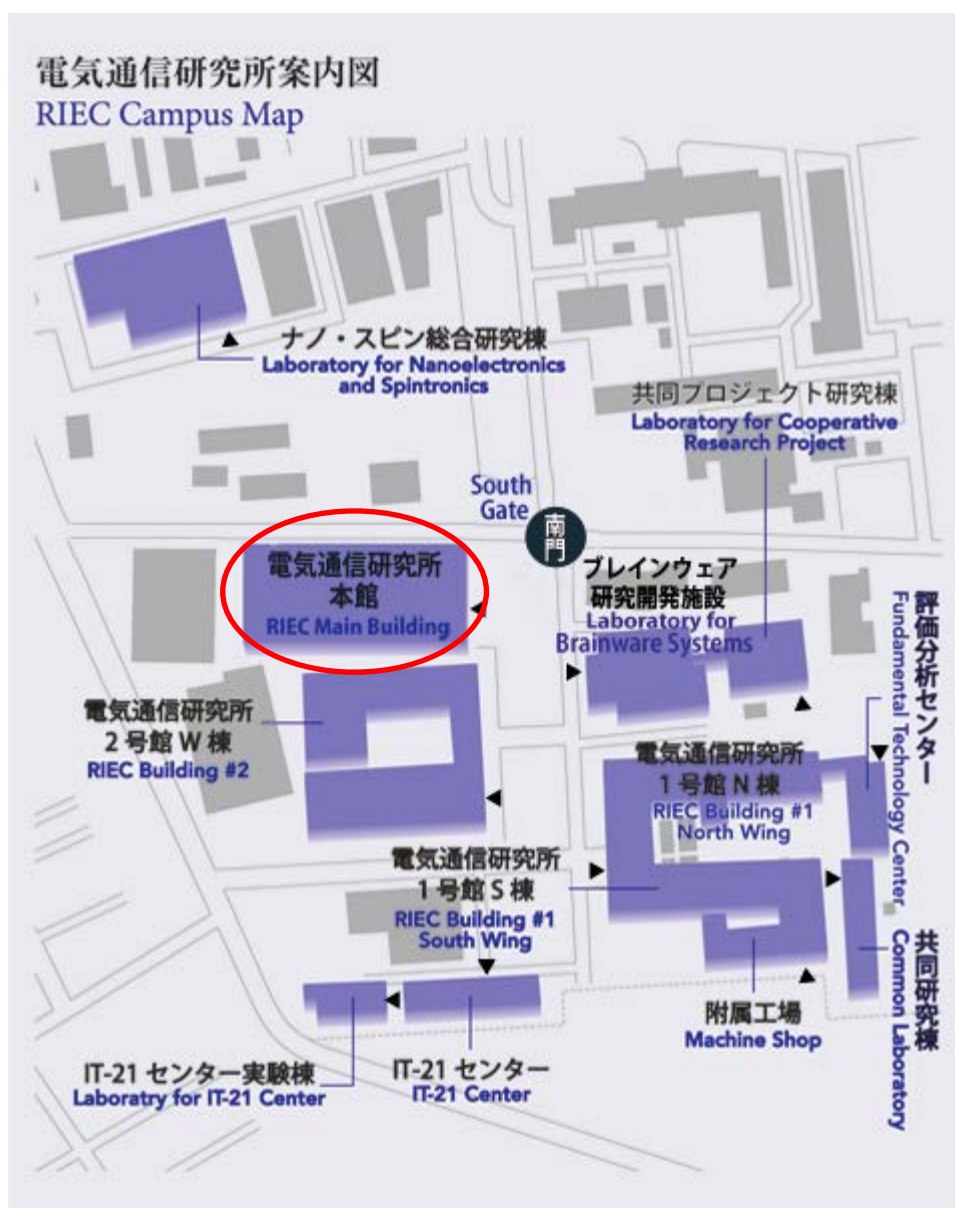 電気通信研究所案内図
RIEC Campus Map
ナノ・スピン総合研究棟
Laboratory for Nanoelectronics
and Spintronics
共同プロジェクト研究棟
Laboratory for Cooperative
Research Project
South
Gate
南門
電気通信研究所
本館
RIEC Main Building
ブレインウェア
研究開発施設
Laboratory for
Brainware Systems
評価分析センター
Fundamental Technology Center
電気通信研究所
2 号館 W 棟
RIEC Building #2
電気通信研究所
1 号館 N 棟
RIEC Building #1
North Wing
電気通信研究所
1 号館 S 棟
RIEC Building #1
South Wing
共同研究棟
Common Laboratory
附属工場
Machine Shop
IT-21 センター実験棟
Laboratry for IT-21 Center
IT-21 センター
IT-21 Center